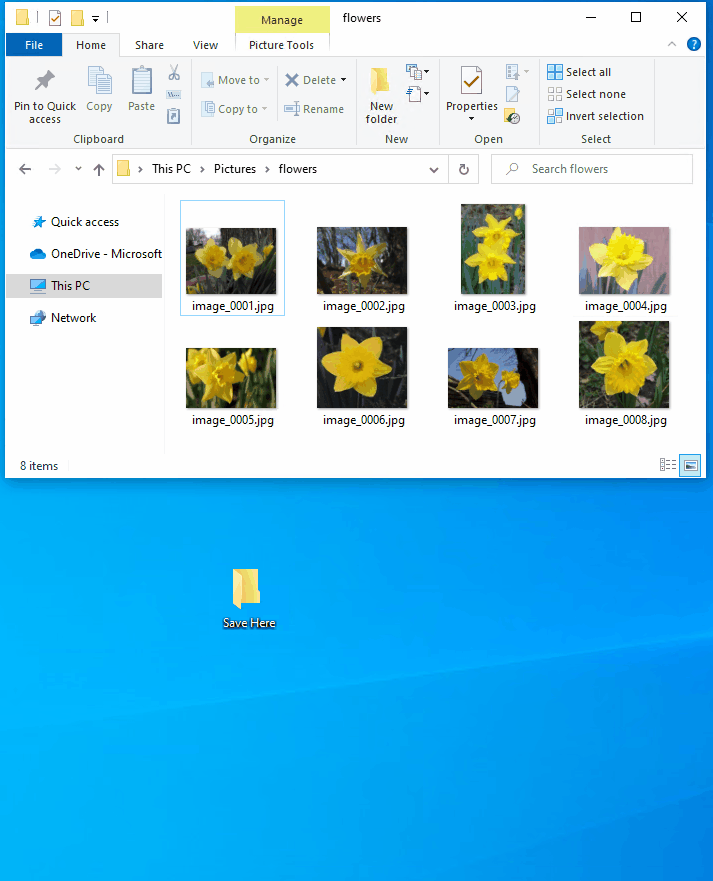 Manage
flowers
File
Home
Share
View
Picture Tools
Pin to Quick access
Copy
Paste
Move to
Copy to
Delete
Rename
New folder
Properties
Select all
Select none
Invert selection
Clipboard
Organize
New
Open
Select
This PC
Pictures
flowers
Search flowers
Quick access
OneDrive - Microsoft
This PC
Network
image_0001.jpg
image_0002.jpg
image_0003.jpg
image_0004.jpg
image_0005.jpg
image_0006.jpg
image_0007.jpg
image_0008.jpg
8 items
Save Here